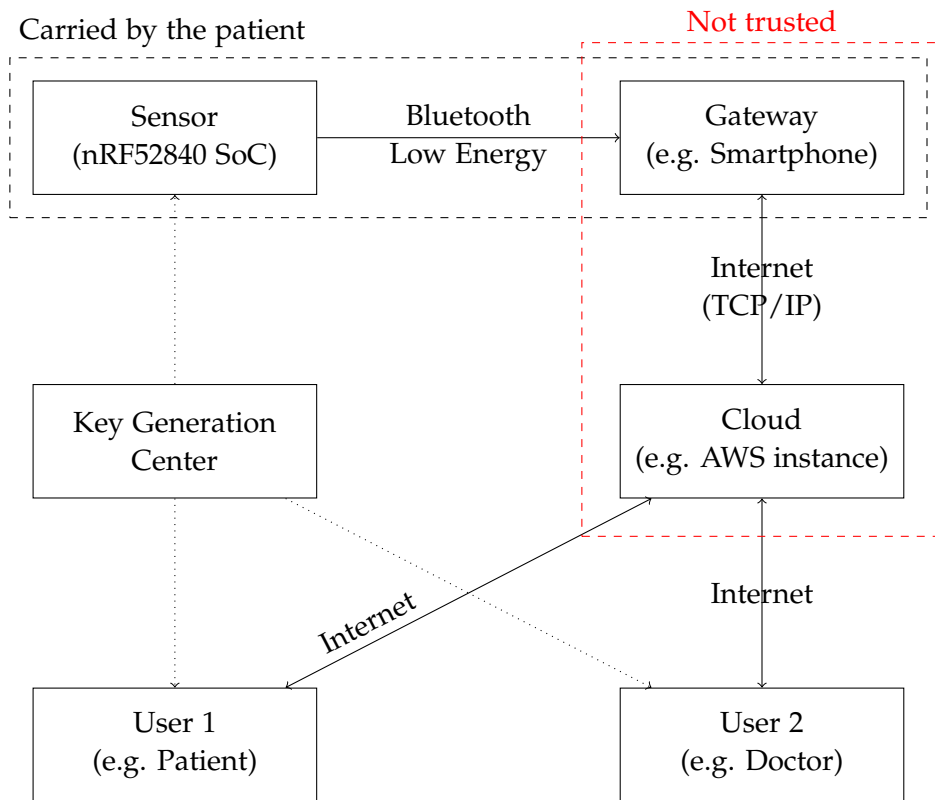 Not trusted
Carried by the patient
Sensor
(nRF52840 SoC)
Bluetooth
Low Energy
Gateway
(e.g. Smartphone)
Internet
(TCP/IP)
Key Generation
Center
Cloud
(e.g. AWS instance)
Internet
Internet
User 1
(e.g. Patient)
User 2
(e.g. Doctor)